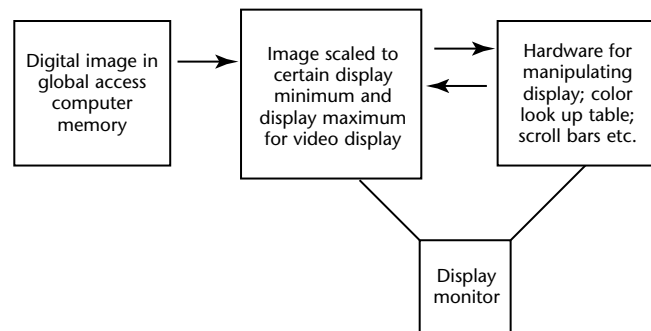 Digital image in
global access
computer
memory
Image scaled to
certain display
minimum and
display maximum
for video display
Hardware for
manipulating
display; color
look up table;
scroll bars etc.
Display
monitor